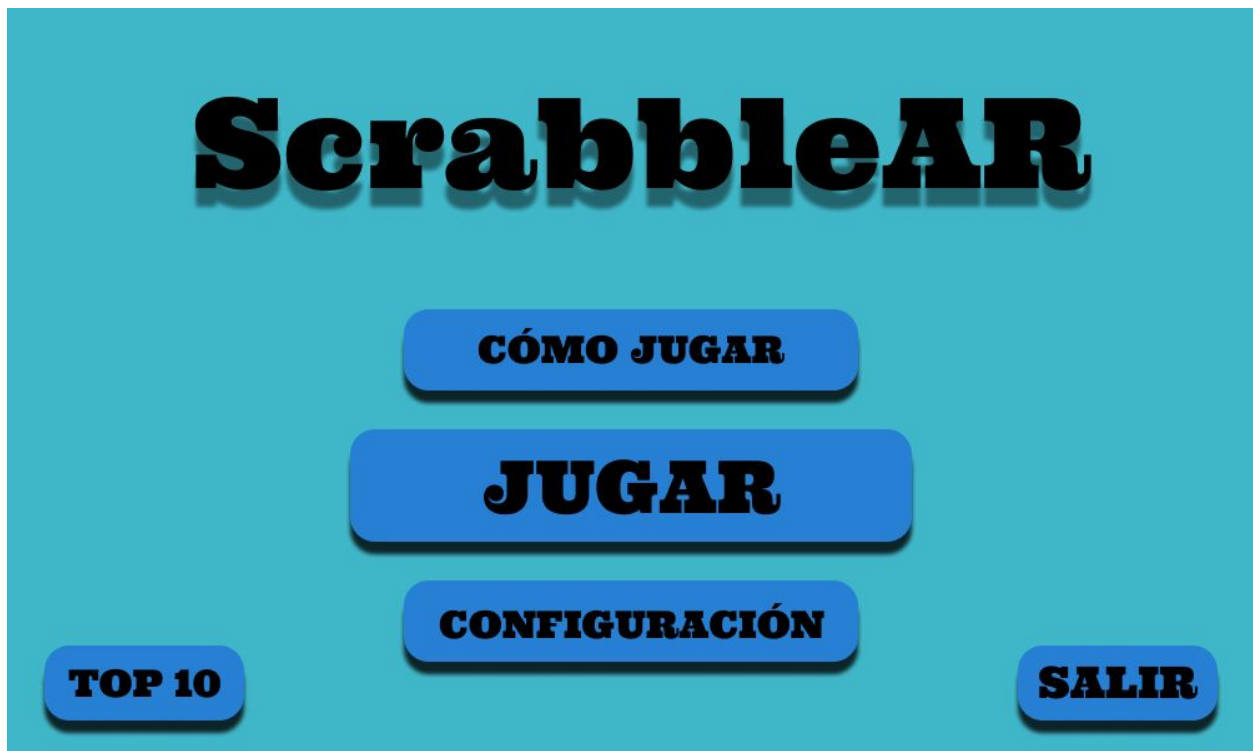 ScrabbleAR
CÓMO JUGAR
JUGAR
CONFIGURACIÓN
TOP 10
SALIR